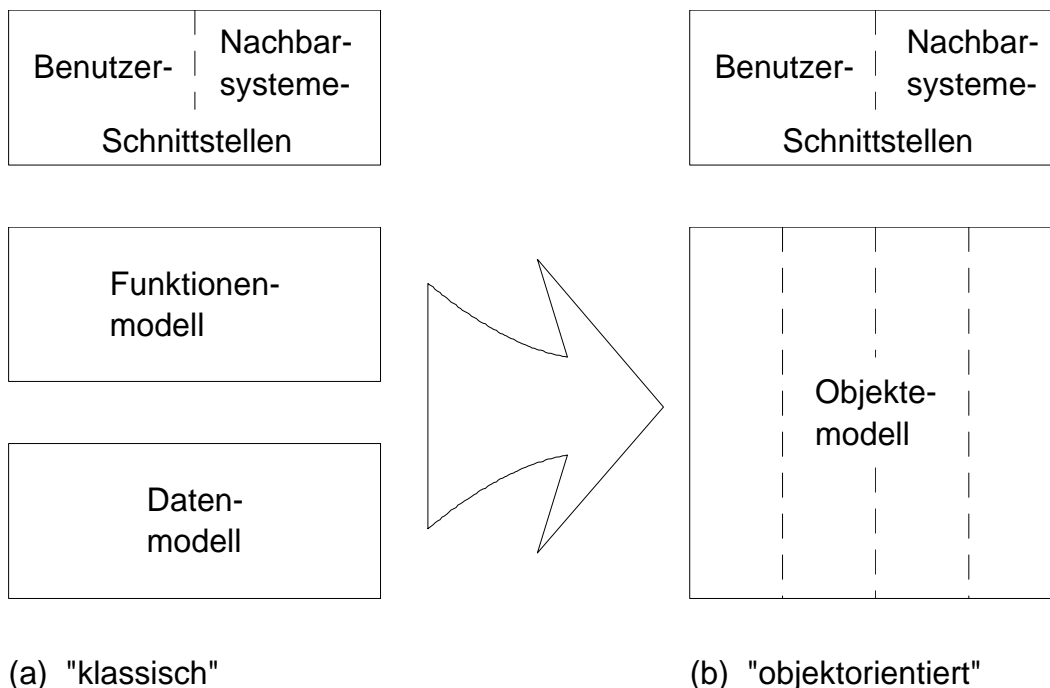 Benutzer-
Nachbar-
systeme-
Schnittstellen
Funktionen-
modell
Daten-
modell
(a) "klassisch"
Benutzer-
Nachbar-
systeme-
Schnittstellen
Objekte-
modell
(b) "objektorientiert"